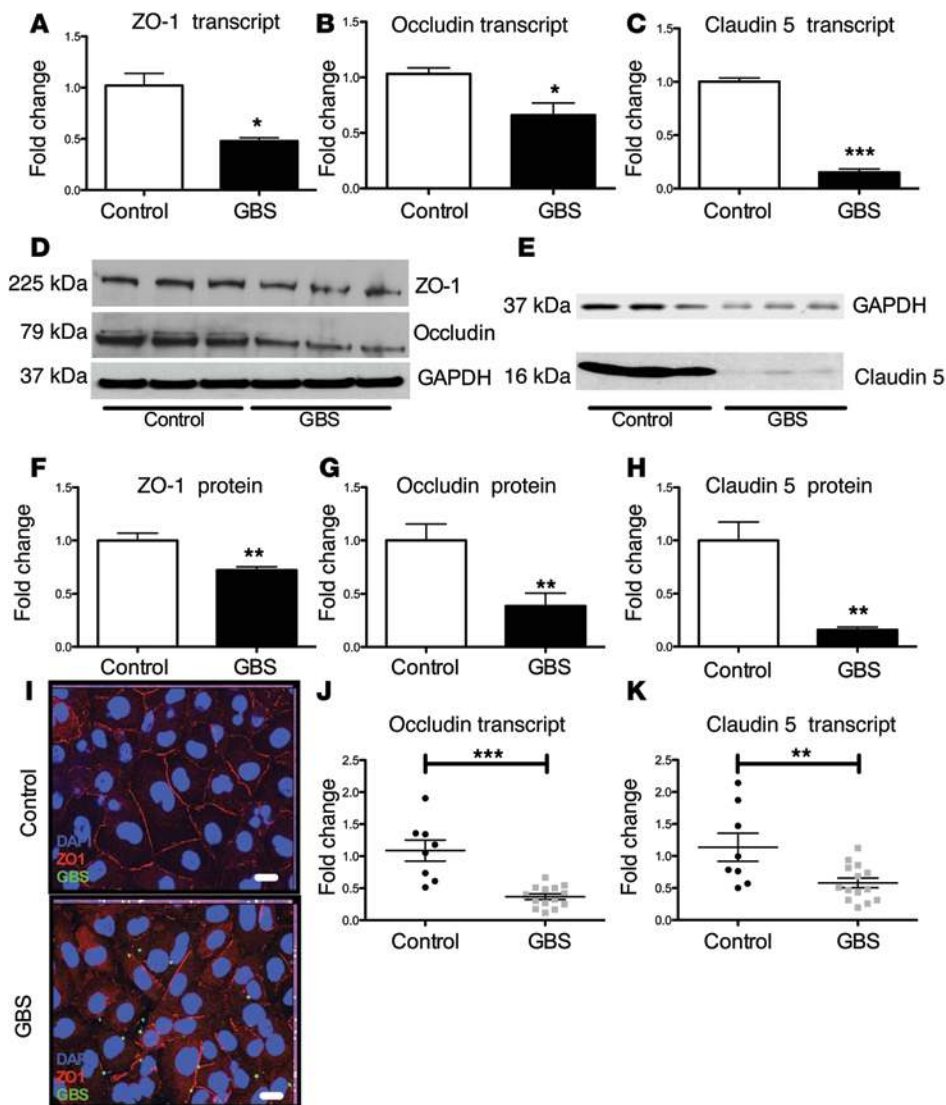 A ZO-1 transcript
Fold change
1.5
1.0
0.5
0.0
*
Control GBS
B Occludin transcript
Fold change
1.5
1.0
0.5
0.0
*
Control GBS
C Claudin 5 transcript
Fold change
1.5
1.0
0.5
0.0
***
Control GBS
D
225 kDa ZO-1
79 kDa Occludin
37 kDa GAPDH
Control GBS
E
37 kDa GAPDH
16 kDa Claudin 5
Control GBS
F ZO-1 protein
Fold change
1.5
1.0
0.5
0.0
**
Control GBS
G Occludin protein
Fold change
1.5
1.0
0.5
0.0
**
Control GBS
H Claudin 5 protein
Fold change
1.5
1.0
0.5
0.0
**
Control GBS
I
Control
DAPI
ZO1
GBS
GBS
DAPI
ZO1
GBS
J Occludin transcript
Fold change
2.5
2.0
1.5
1.0
0.5
0.0
***
Control GBS
K Claudin 5 transcript
Fold change
2.5
2.0
1.5
1.0
0.5
0.0
**
Control GBS